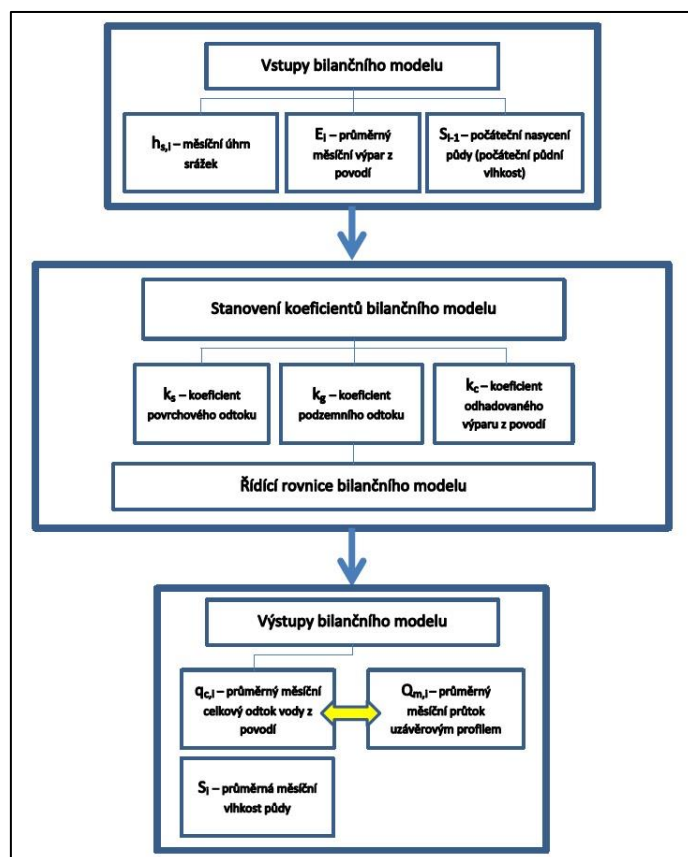 Vstupy bilančního modelu
hs,i – měsíční úhrn
srážek
Ei – průměrný
měsíční výpar z
povodí
Si-1 – počáteční nasycení
půdy (počáteční půdní
vlhkost)
Stanovení koeficientů bilančního modelu
ks – koeficient
povrchového odtoku
kg – koeficient
podzemního odtoku
kc – koeficient
odhadovaného
výparu z povodí
Řídící rovnice bilančního modelu
Výstupy bilančního modelu
qc,i – průměrný měsíční
celkový odtok vody z
povodí
Qm,i – průměrný
měsíční průtok
uzávěrovým profilem
Si – průměrná měsíční
vlhkost půdy